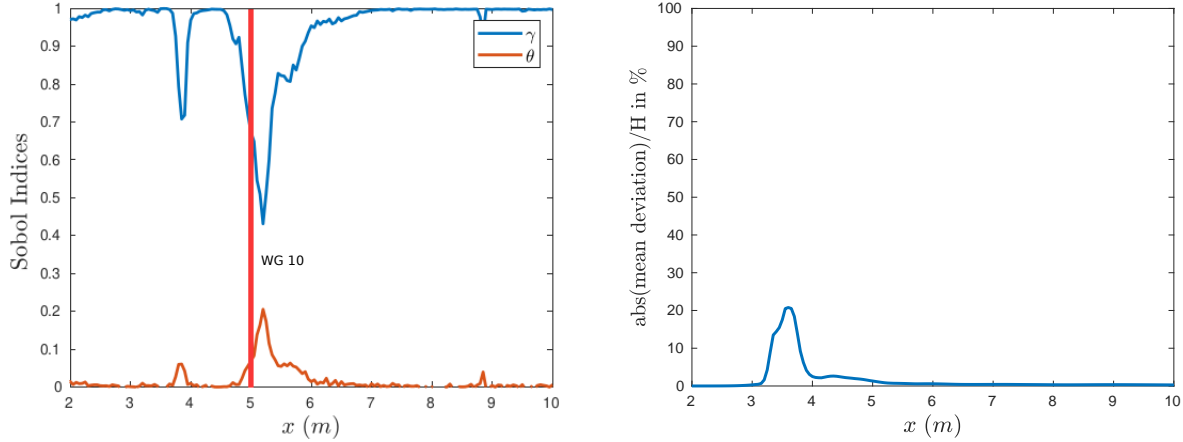 1
0.9
0.8
0.7
0.6
0.5
0.4
0.3
0.2
0.1
0
Sobol Indices
γ
θ
WG 10
2 3 4 5 6 7 8 9 10
x (m)
100
90
80
70
60
50
40
30
20
10
0
abs(mean deviation)/H in %
2 3 4 5 6 7 8 9 10
x (m)